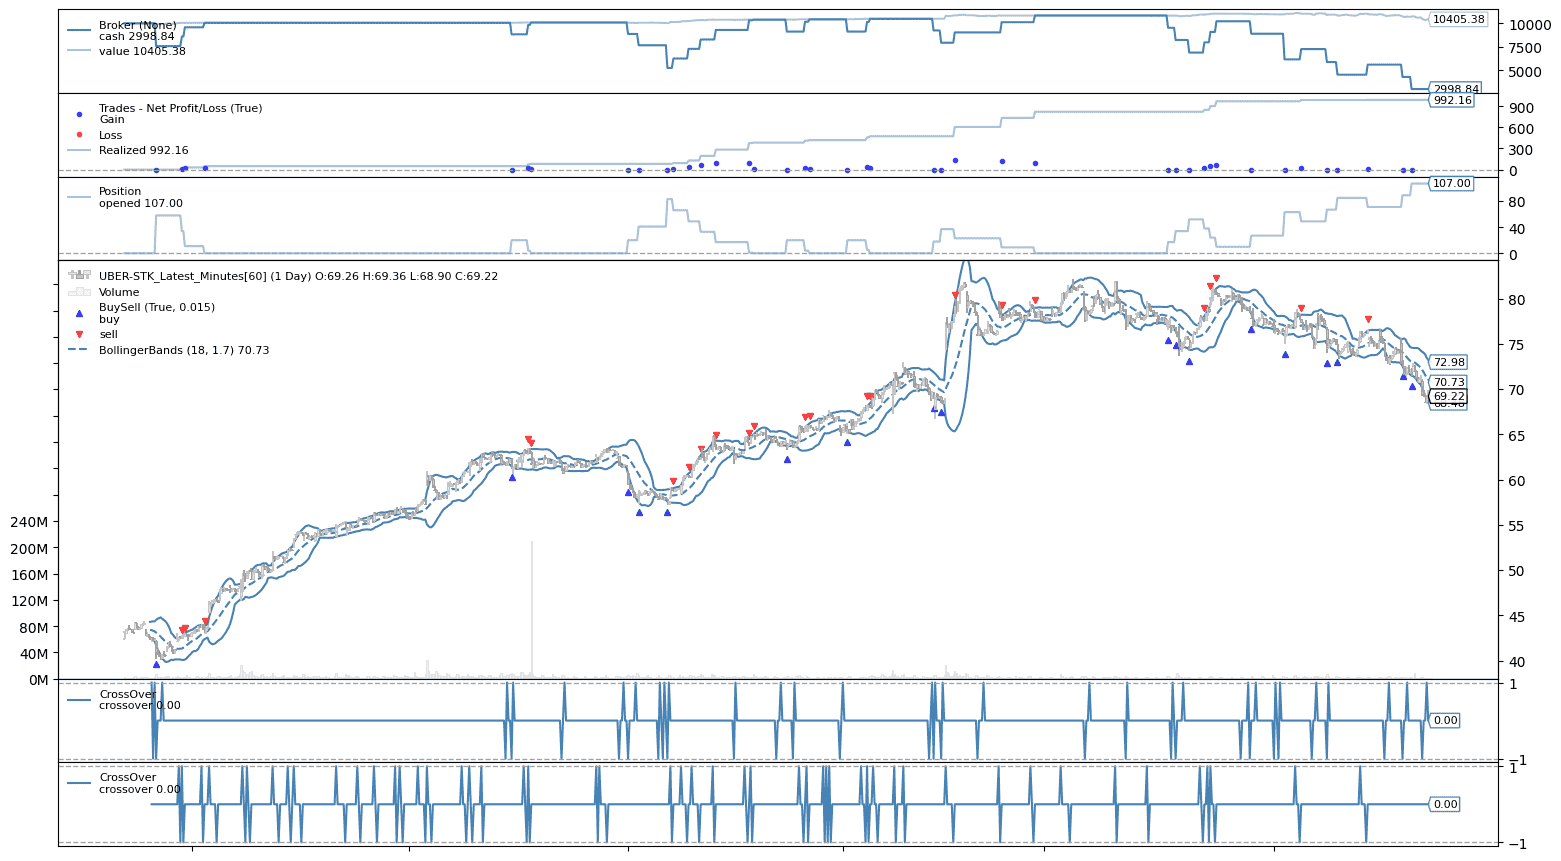 Broker (None)
cash 2998.84
value 10405.38
10405.38
10000
7500
5000
2998.84
Trades - Net Profit/Loss (True)
Gain
Loss
Realized 992.16
992.16
900
600
300
0
Position
opened 107.00
107.00
80
40
0
UBER-STK_Latest_Minutes[60] (1 Day) O:69.26 H:69.36 L:68.90 C:69.22
Volume
BuySell (True, 0.015)
buy
sell
BollingerBands (18, 1.7) 70.73
80
75
72.98
70.73
70
69.22
65
60
55
50
45
40
240M
200M
160M
120M
80M
40M
0M
CrossOver
crossover 0.00
1
0.00
−1
CrossOver
crossover 0.00
1
0.00
−1